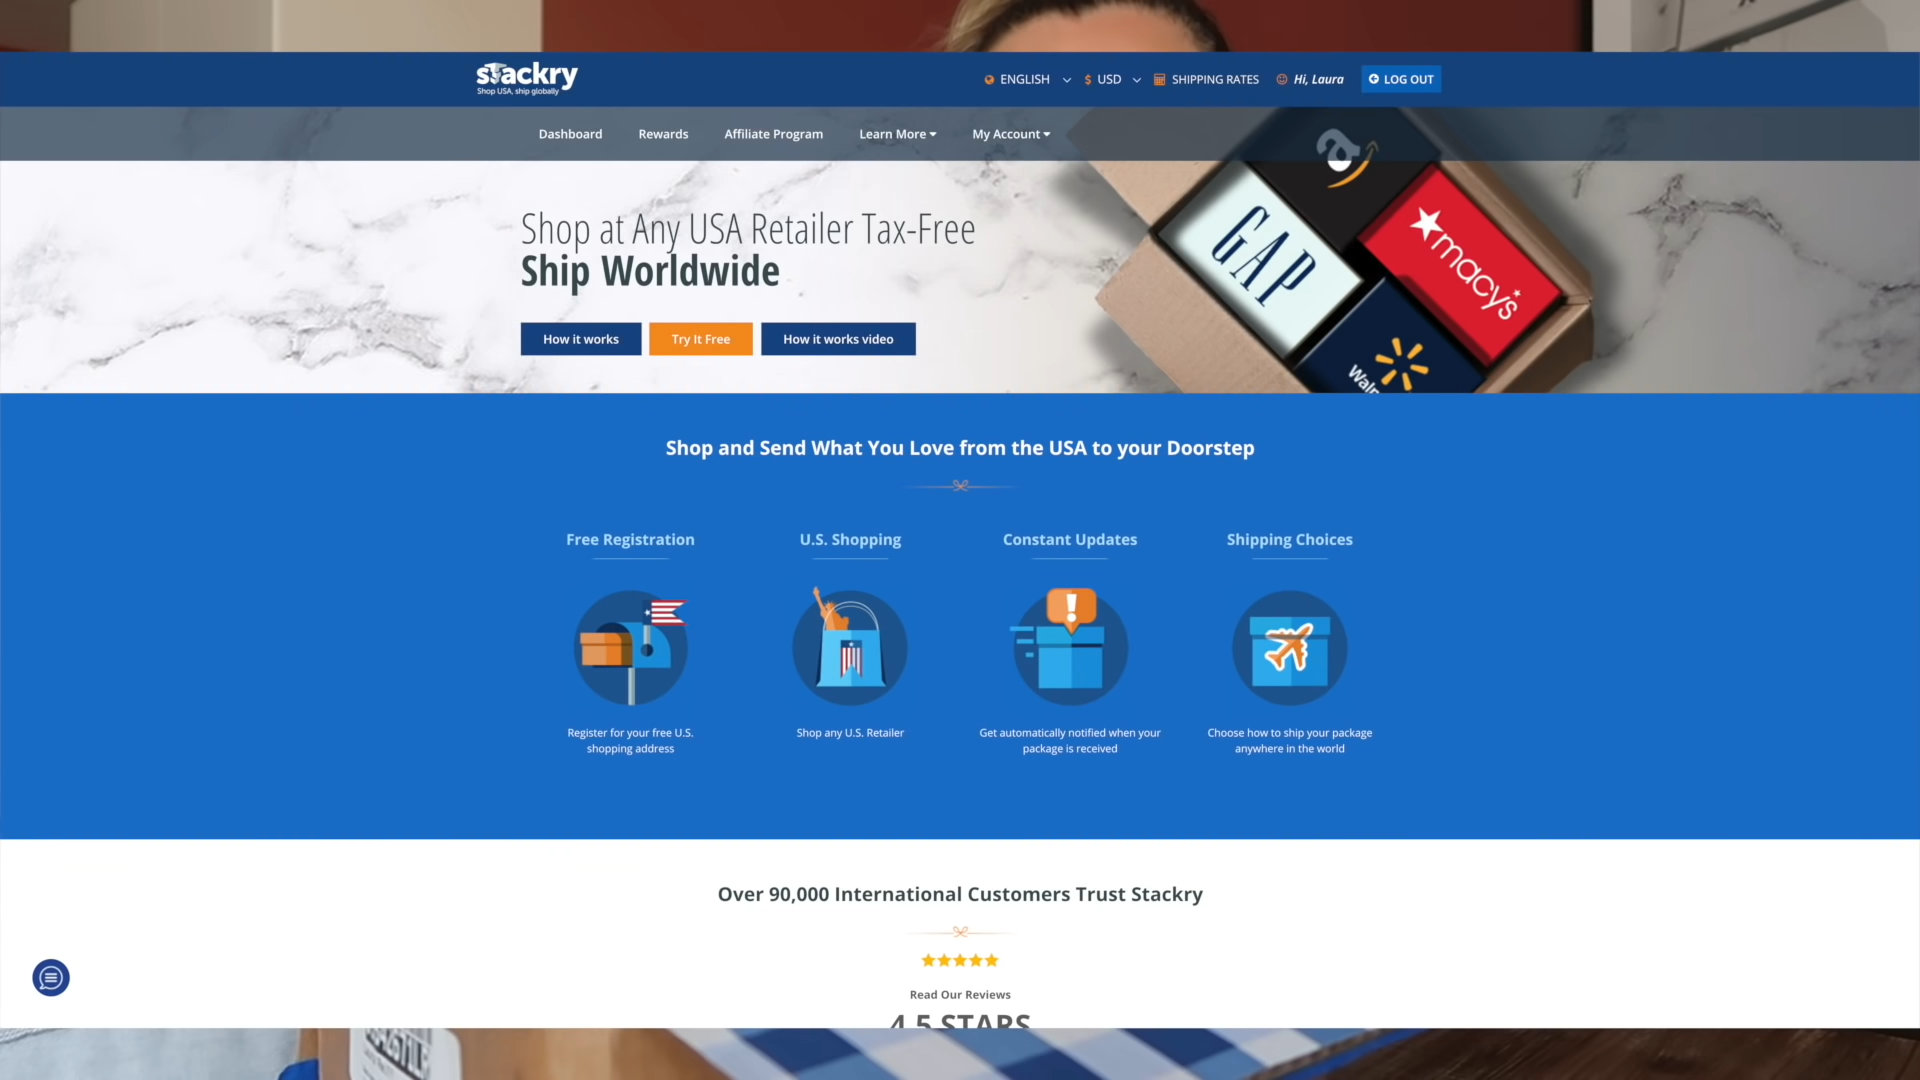 stackry
Shop USA, ship globally
ENGLISH
$ USD
SHIPPING RATES
Hi, Laura
LOG OUT
Dashboard
Rewards
Affiliate Program
Learn More
My Account
a
GAP
macy's
Shop at Any USA Retailer Tax-Free
Ship Worldwide
How it works
Try It Free
How it works video
Shop and Send What You Love from the USA to your Doorstep
Free Registration
U.S. Shopping
Constant Updates
Shipping Choices
Register for your free U.S.
shopping address
Shop any U.S. Retailer
Get automatically notified when your
package is received
Choose how to ship your package
anywhere in the world
Over 90,000 International Customers Trust Stackry
Read Our Reviews
4.5 STARS